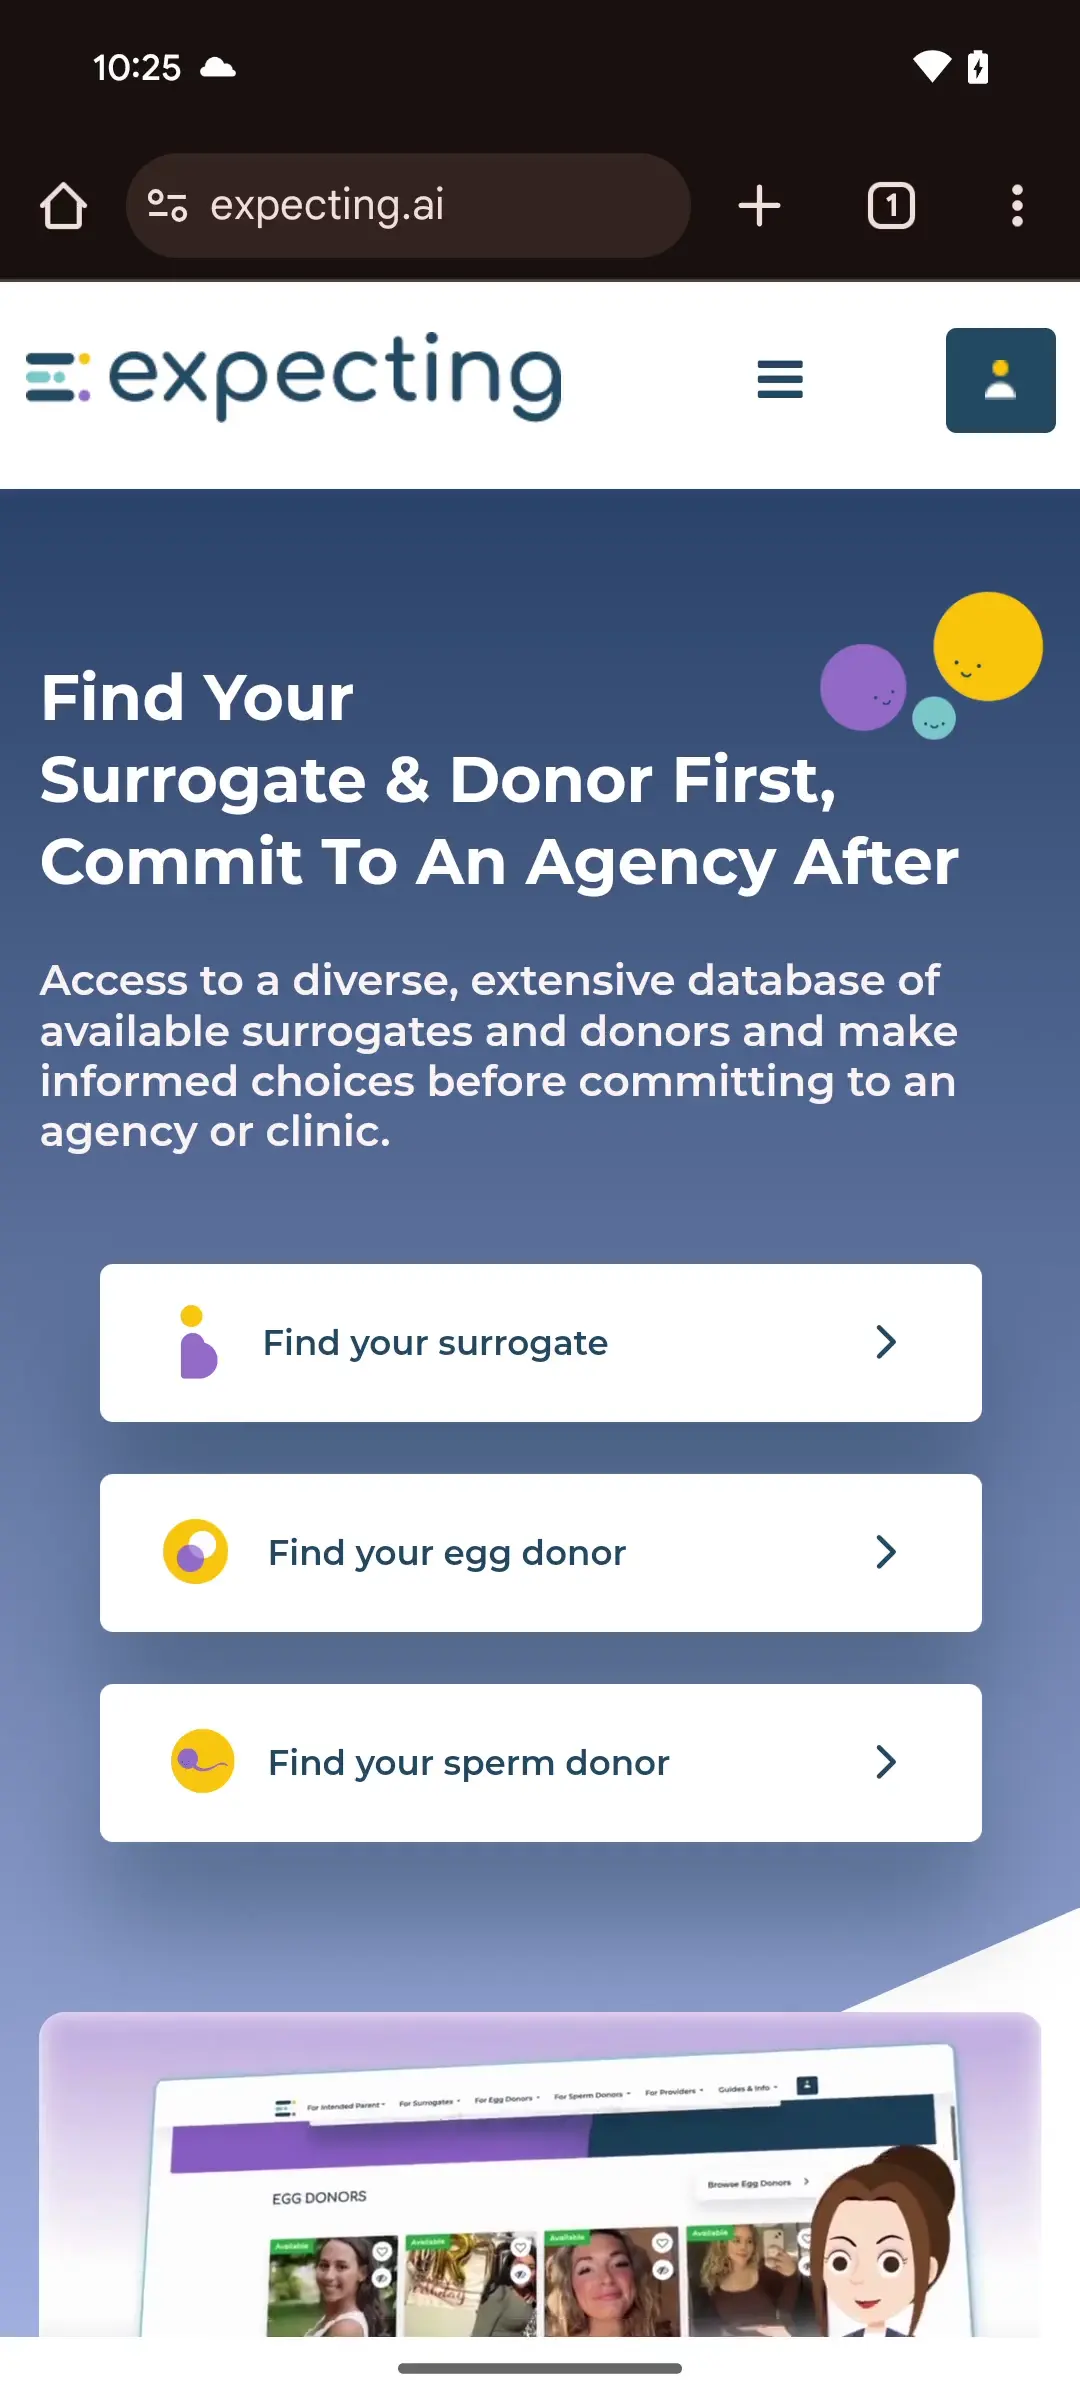 10:25
expecting.ai
1
expecting
Find Your
Surrogate & Donor First,
Commit To An Agency After
Access to a diverse, extensive database of
available surrogates and donors and make
informed choices before committing to an
agency or clinic.
Find your surrogate
Find your egg donor
Find your sperm donor
For Intended Parent
For Surrogates
For Egg Donors
For Sperm Donors
For Providers
Guides & Info
EGG DONORS
Browse Egg Donors
Available
Available
Available
Available